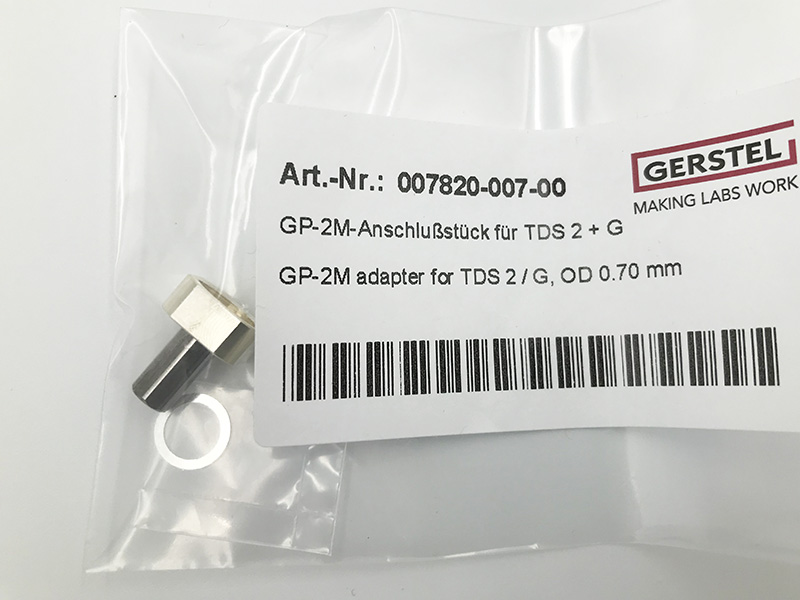 GERSTEL
MAKING LABS WORK
Art.-Nr.: 007820-007-00
GP-2M-Anschlußstück für TDS 2 + G
GP-2M adapter for TDS 2 / G, OD 0.70 mm